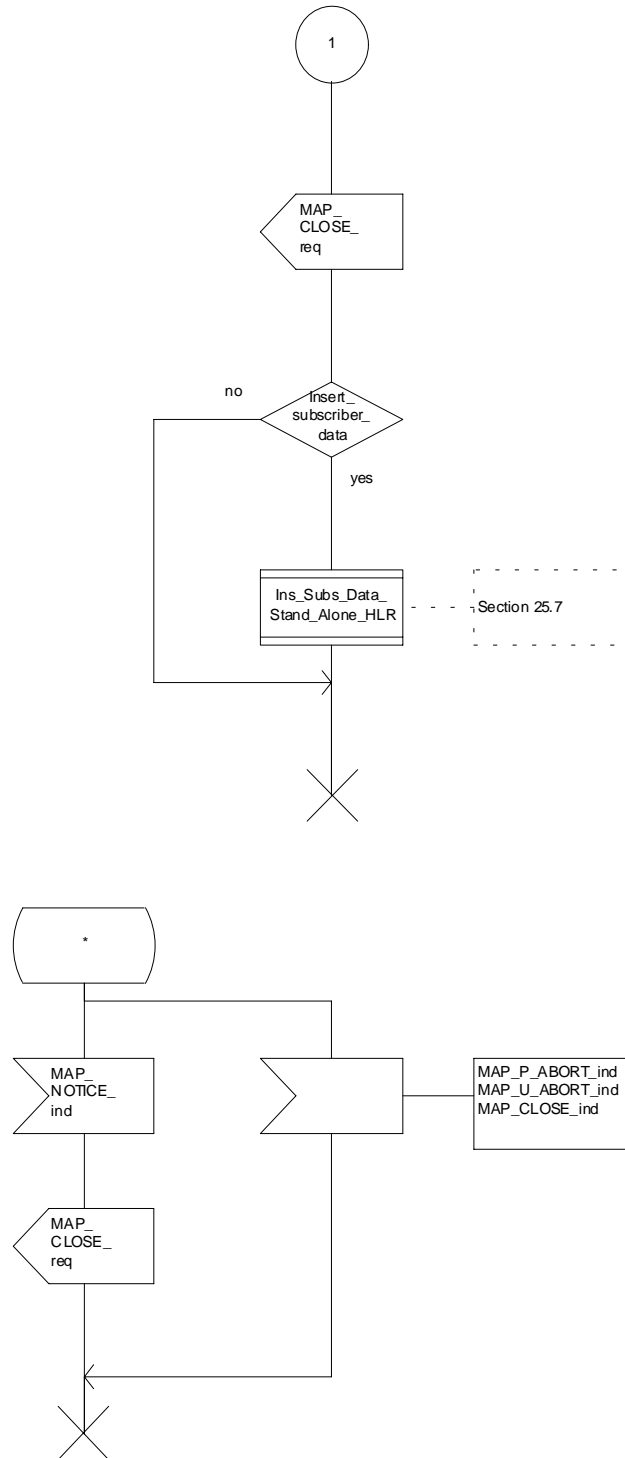 1
MAP_
CLOSE_
req
no
Insert_
subscriber_
data
yes
Ins_Subs_Data_
Stand_Alone_HLR
Section 25.7
*
MAP_
NOTICE_
ind
MAP_P_ABORT_ind
MAP_U_ABORT_ind
MAP_CLOSE_ind
MAP_
CLOSE_
req